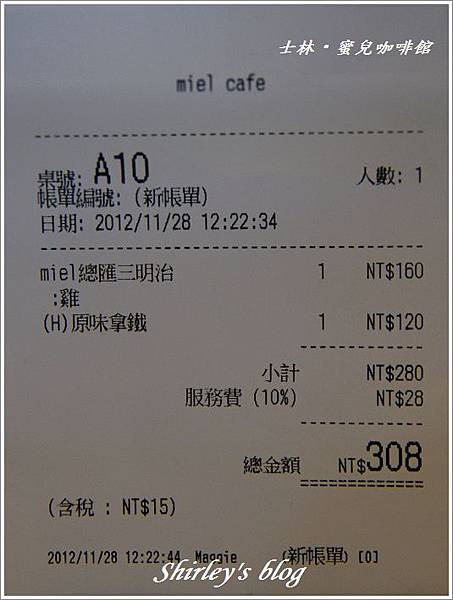 士林‧蜜兒咖啡館
miel cafe
桌號: A10 人數: 1
帳單編號: (新帳單)
日期: 2012/11/28 12:22:34
miel總匯三明治 1 NT$160
:雞
(H)原味拿鐵 1 NT$120
小計 NT$280
服務費 (10%) NT$28
總金額 NT$308
(含稅 : NT$15)
2012/11/28 12:22:44 Maggie (新帳單) [0]
Shirley's blog